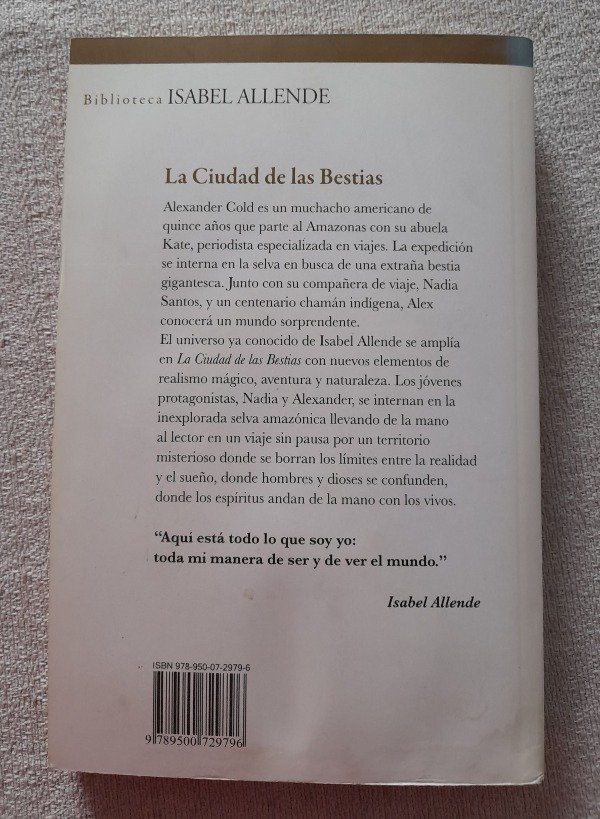 Biblioteca ISABEL ALLENDE
La Ciudad de las Bestias
Alexander Cold es un muchacho americano de
quince años que parte al Amazonas con su abuela
Kate, periodista especializada en viajes. La expedición
se interna en la selva en busca de una extraña bestia
gigantesca. Junto con su compañera de viaje, Nadia
Santos, y un centenario chamán indígena, Alex
conocerá un mundo sorprendente.
El universo ya conocido de Isabel Allende se amplía
en La Ciudad de las Bestias con nuevos elementos de
realismo mágico, aventura y naturaleza. Los jóvenes
protagonistas, Nadia y Alexander, se internan en la
inexplorada selva amazónica llevando de la mano
al lector en un viaje sin pausa por un territorio
misterioso donde se borran los límites entre la realidad
y el sueño, donde hombres y dioses se confunden,
donde los espíritus andan de la mano con los vivos.
“Aquí está todo lo que soy yo:
toda mi manera de ser y de ver el mundo.”
Isabel Allende
ISBN 978-950-07-2979-6
9 789500 729796